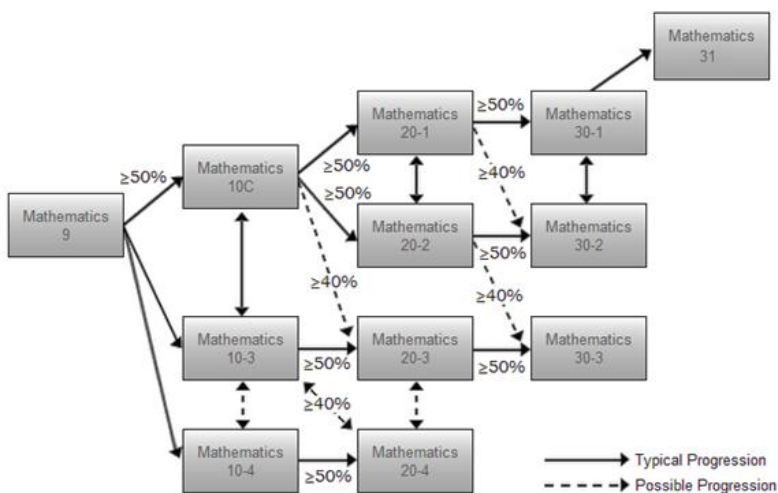 Mathematics
31
Mathematics
20-1
≥50%
Mathematics
30-1
≥50%
Mathematics
10C
≥50%
≥50%
≥40%
Mathematics
9
Mathematics
20-2
≥50%
Mathematics
30-2
≥40%
≥40%
Mathematics
10-3
≥50%
Mathematics
20-3
≥50%
Mathematics
30-3
≥40%
Mathematics
10-4
≥50%
Mathematics
20-4
Typical Progression
Possible Progression